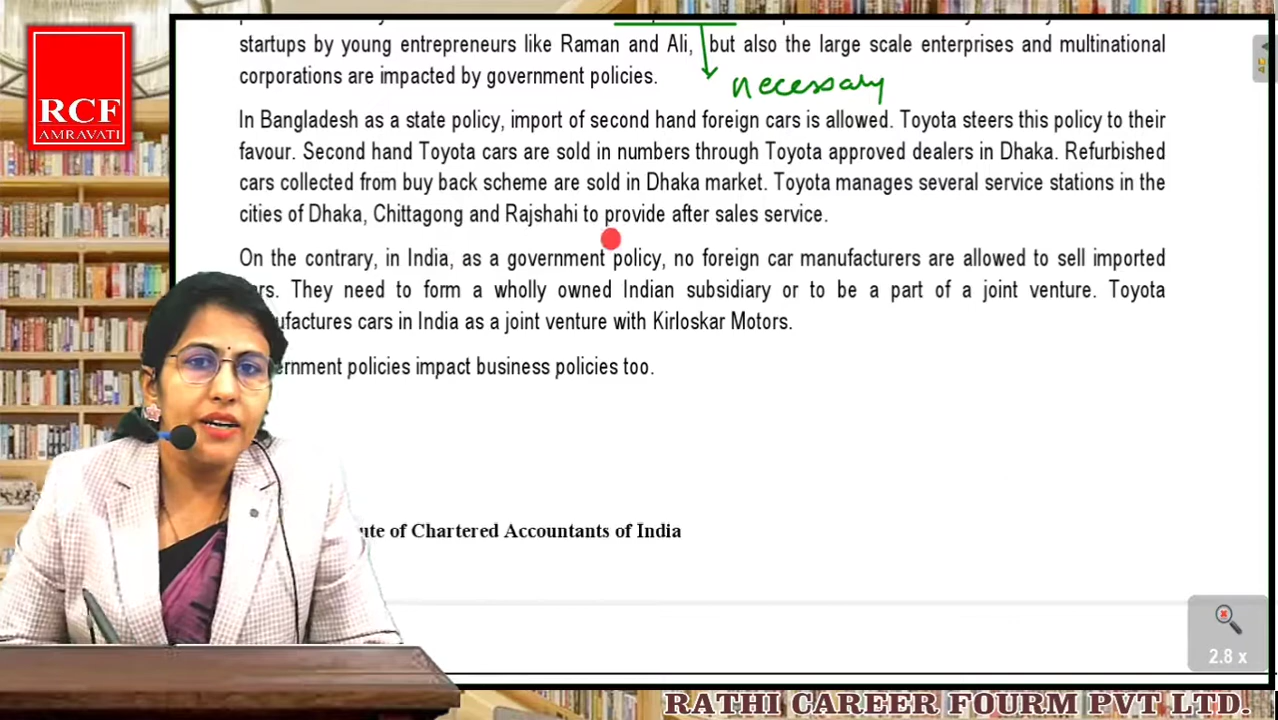 RCF
AMRAVATI
startups by young entrepreneurs like Raman and Ali, but also the large scale enterprises and multinational
corporations are impacted by government policies.
necessary
In Bangladesh as a state policy, import of second hand foreign cars is allowed. Toyota steers this policy to their
favour. Second hand Toyota cars are sold in numbers through Toyota approved dealers in Dhaka. Refurbished
cars collected from buy back scheme are sold in Dhaka market. Toyota manages several service stations in the
cities of Dhaka, Chittagong and Rajshahi to provide after sales service.
On the contrary, in India, as a government policy, no foreign car manufacturers are allowed to sell imported
They need to form a wholly owned Indian subsidiary or to be a part of a joint venture. Toyota
cars in India as a joint venture with Kirloskar Motors.
policies impact business policies too.
of Chartered Accountants of India
2.8 x
RATHI CAREER FOURM PVT LTD.